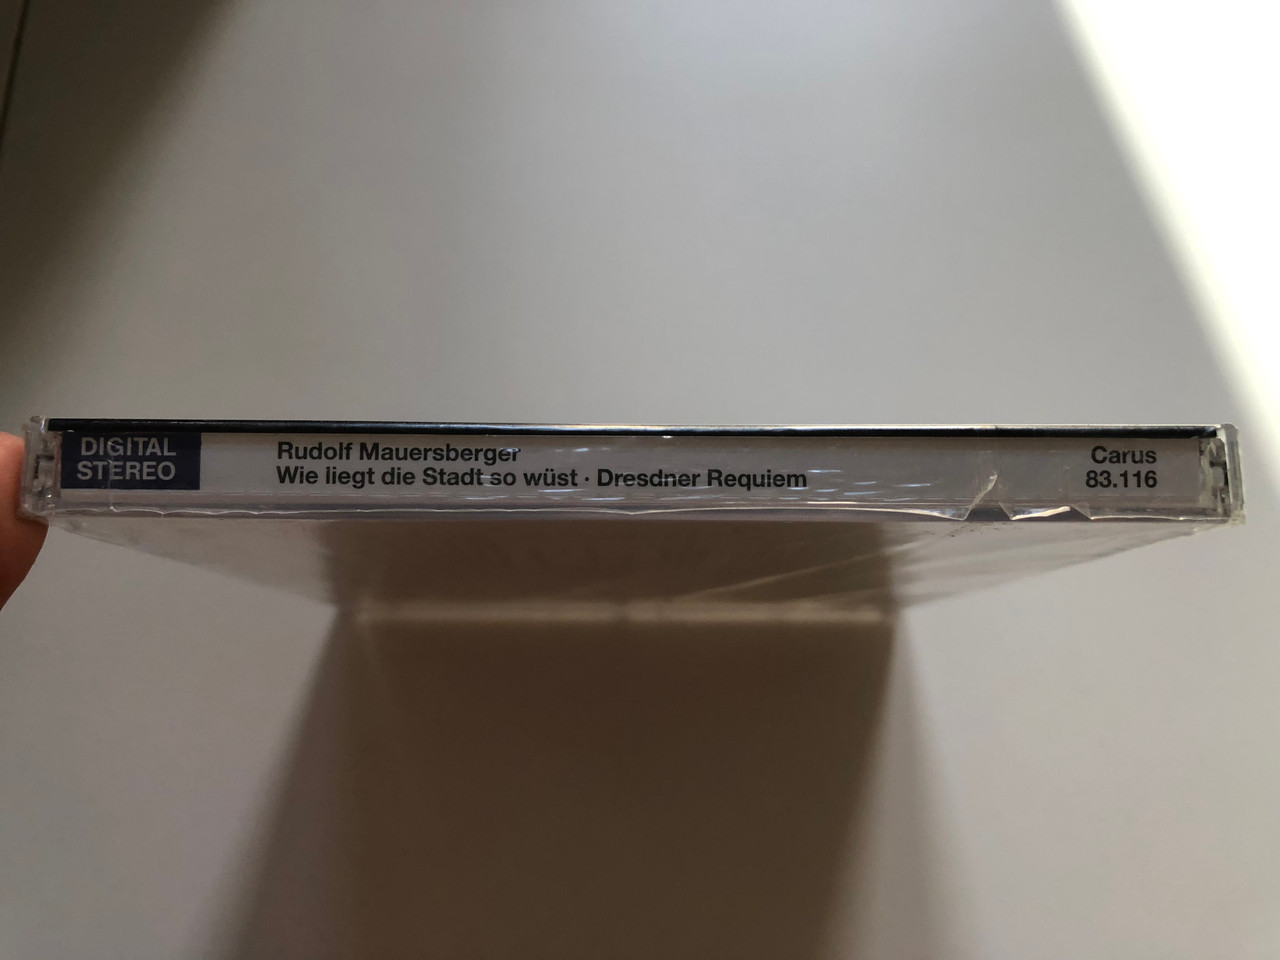 DIGITAL
STEREO
Rudolf Mauersberger
Wie liegt die Stadt so wüst · Dresdner Requiem
Carus
83.116